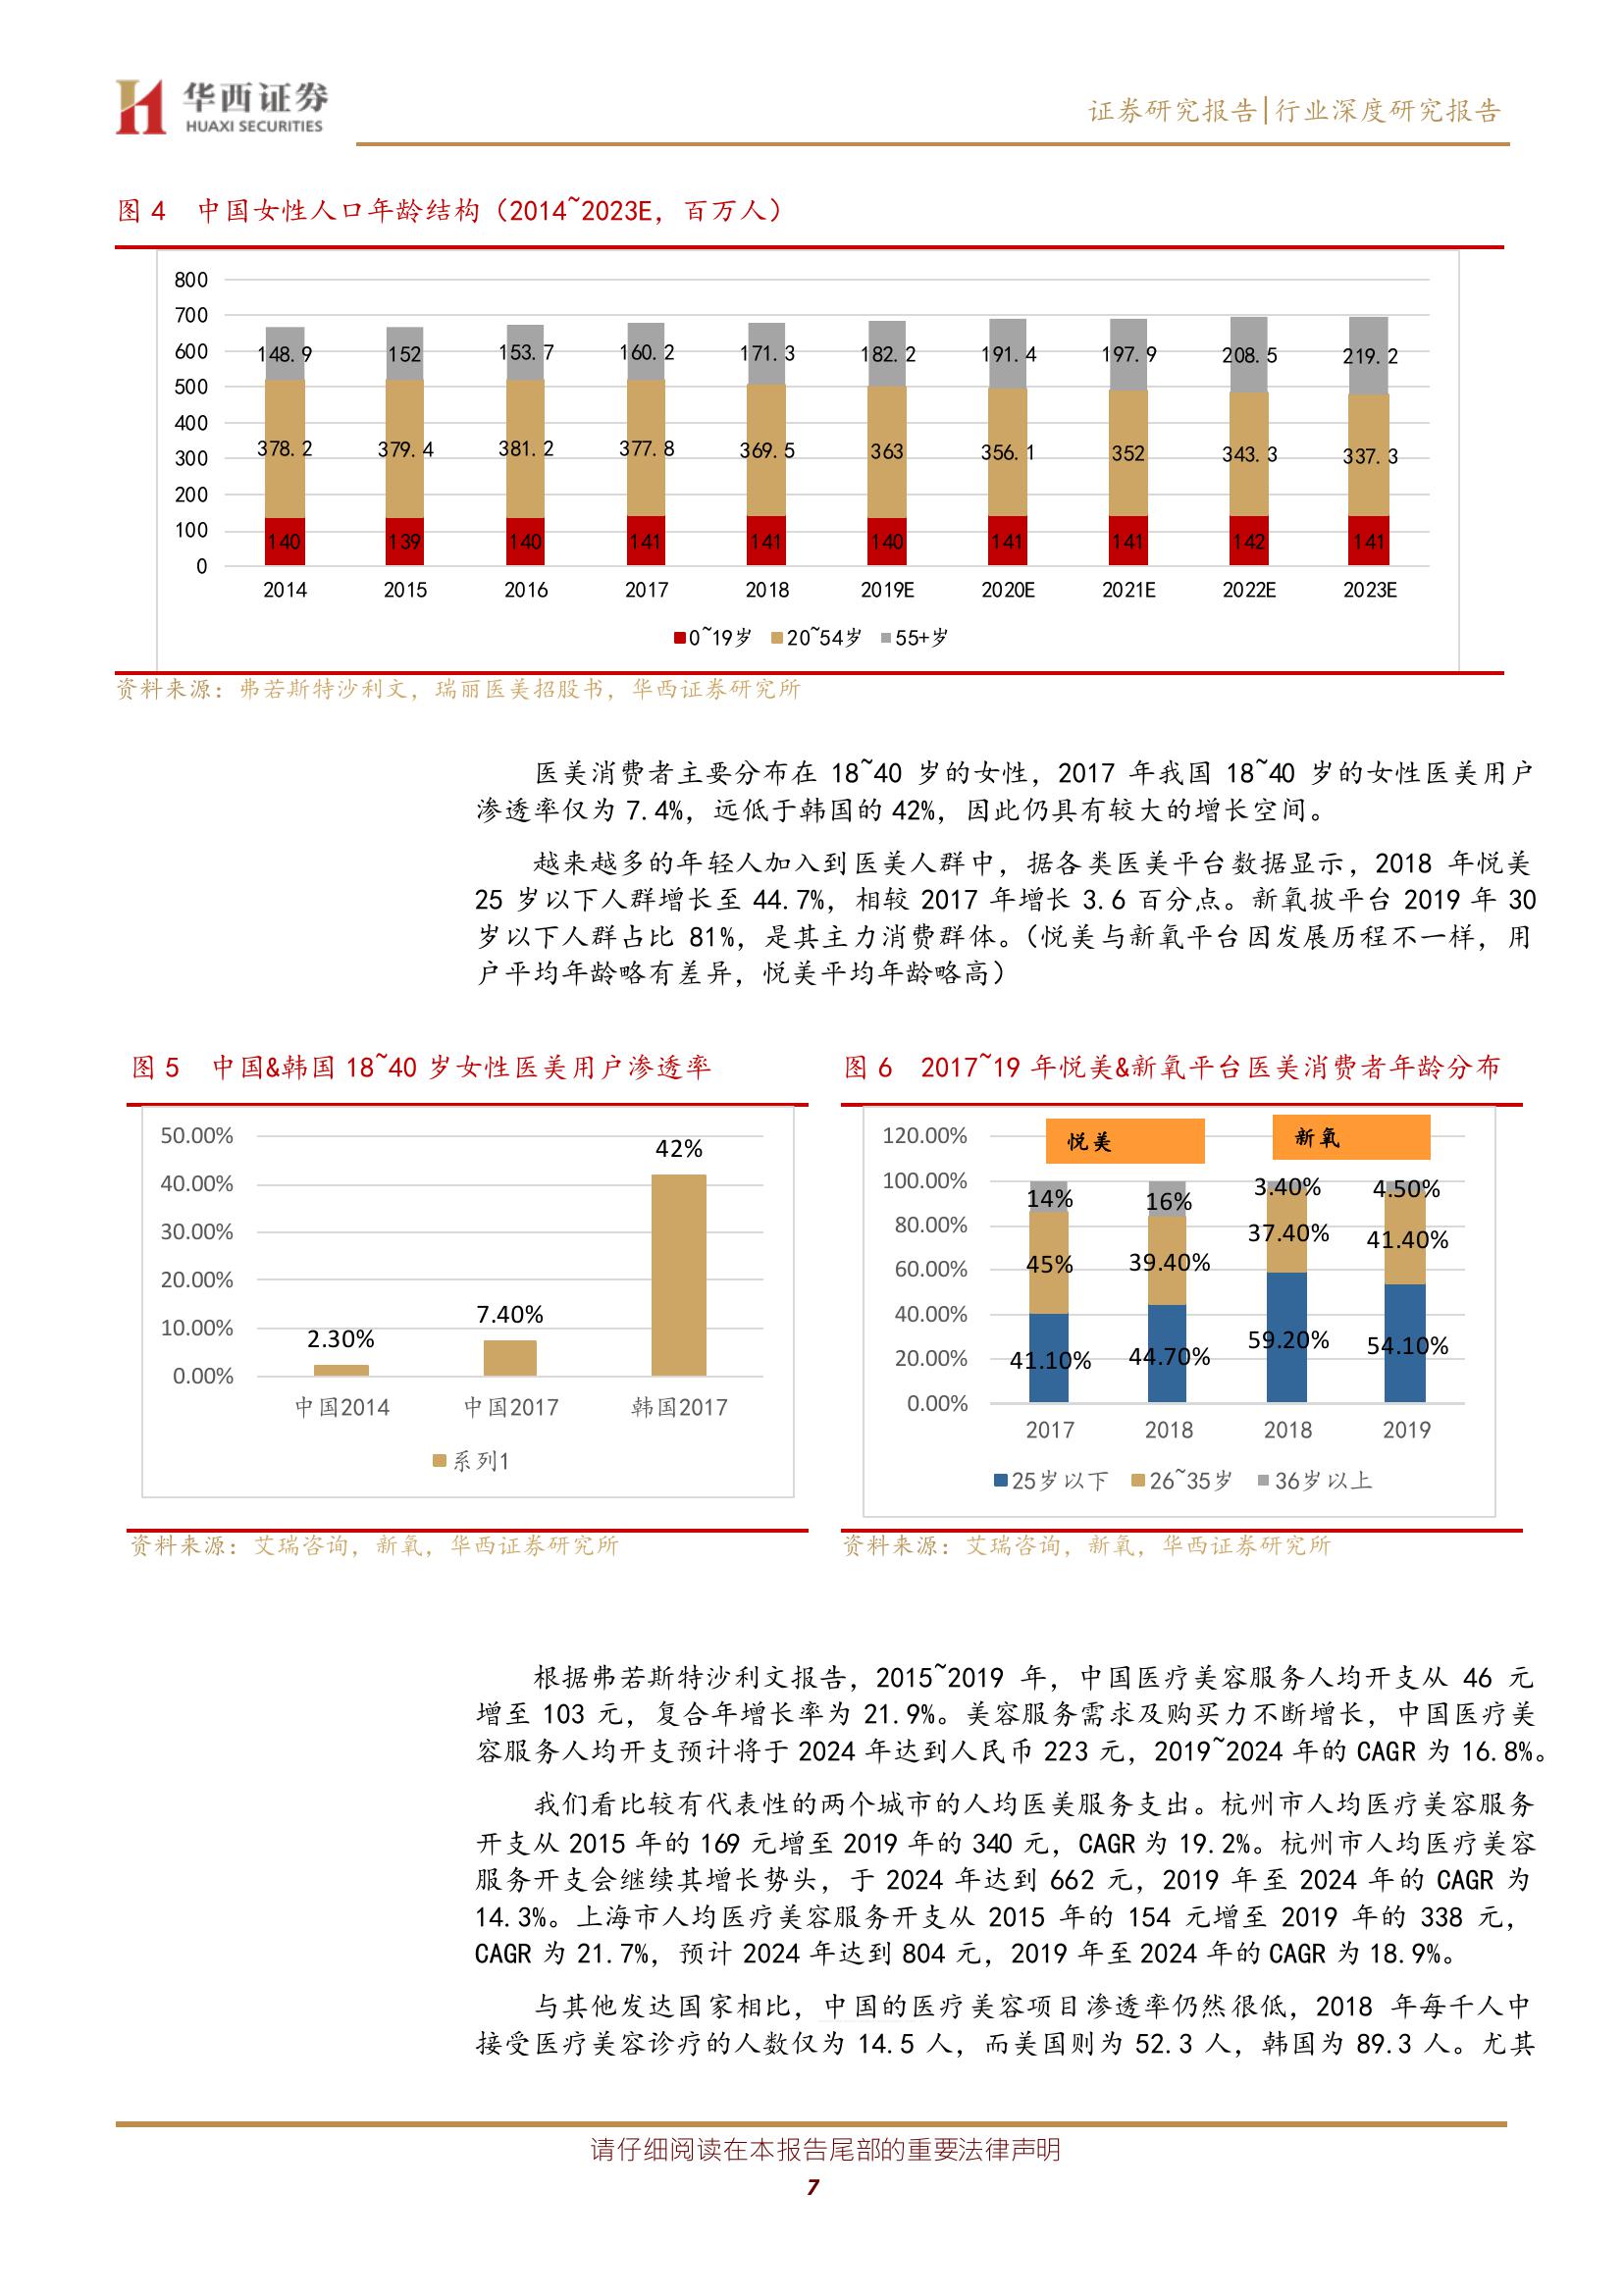 华西证券
HUAXI SECURITIES
证券研究报告|行业深度研究报告
图 4 中国女性人口年龄结构（2014~2023E，百万人）
800
700
600
500
400
300
200
100
0
148.9 152 153.7 160.2 171.3 182.2 191.4 197.9 208.5 219.2
378.2 379.4 381.2 377.8 369.5 363 356.1 352 343.3 337.3
140 139 140 141 141 140 141 141 142 141
2014 2015 2016 2017 2018 2019E 2020E 2021E 2022E 2023E
0~19岁 20~54岁 55+岁
资料来源：弗若斯特沙利文，瑞丽医美招股书，华西证券研究所
医美消费者主要分布在 18~40 岁的女性，2017 年我国 18~40 岁的女性医美用户
渗透率仅为 7.4%，远低于韩国的 42%，因此仍具有较大的增长空间。
越来越多的年轻人加入到医美人群中，据各类医美平台数据显示，2018 年悦美
25 岁以下人群增长至 44.7%，相较 2017 年增长 3.6 百分点。新氧披平台 2019 年 30
岁以下人群占比 81%，是其主力消费群体。（悦美与新氧平台因发展历程不一样，用
户平均年龄略有差异，悦美平均年龄略高）
图 5 中国&韩国 18~40 岁女性医美用户渗透率
50.00%
40.00%
30.00%
20.00%
10.00%
0.00%
2.30% 7.40% 42%
中国2014 中国2017 韩国2017
系列1
资料来源：艾瑞咨询，新氧，华西证券研究所
图 6 2017~19 年悦美&新氧平台医美消费者年龄分布
悦美 新氧
120.00%
100.00%
80.00%
60.00%
40.00%
20.00%
0.00%
14% 16% 3.40% 4.50%
45% 39.40% 37.40% 41.40%
41.10% 44.70% 59.20% 54.10%
2017 2018 2018 2019
25岁以下 26~35岁 36岁以上
资料来源：艾瑞咨询，新氧，华西证券研究所
根据弗若斯特沙利文报告，2015~2019 年，中国医疗美容服务人均开支从 46 元
增至 103 元，复合年增长率为 21.9%。美容服务需求及购买力不断增长，中国医疗美
容服务人均开支预计将于 2024 年达到人民币 223 元，2019~2024 年的 CAGR 为 16.8%。
我们看比较有代表性的两个城市的人均医美服务支出。杭州市人均医疗美容服务
开支从 2015 年的 169 元增至 2019 年的 340 元，CAGR 为 19.2%。杭州市人均医疗美容
服务开支会继续其增长势头，于 2024 年达到 662 元，2019 年至 2024 年的 CAGR 为
14.3%。上海市人均医疗美容服务开支从 2015 年的 154 元增至 2019 年的 338 元，
CAGR 为 21.7%，预计 2024 年达到 804 元，2019 年至 2024 年的 CAGR 为 18.9%。
与其他发达国家相比，中国的医疗美容项目渗透率仍然很低，2018 年每千人中
接受医疗美容诊疗的人数仅为 14.5 人，而美国则为 52.3 人，韩国为 89.3 人。尤其
请仔细阅读在本报告尾部的重要法律声明
7